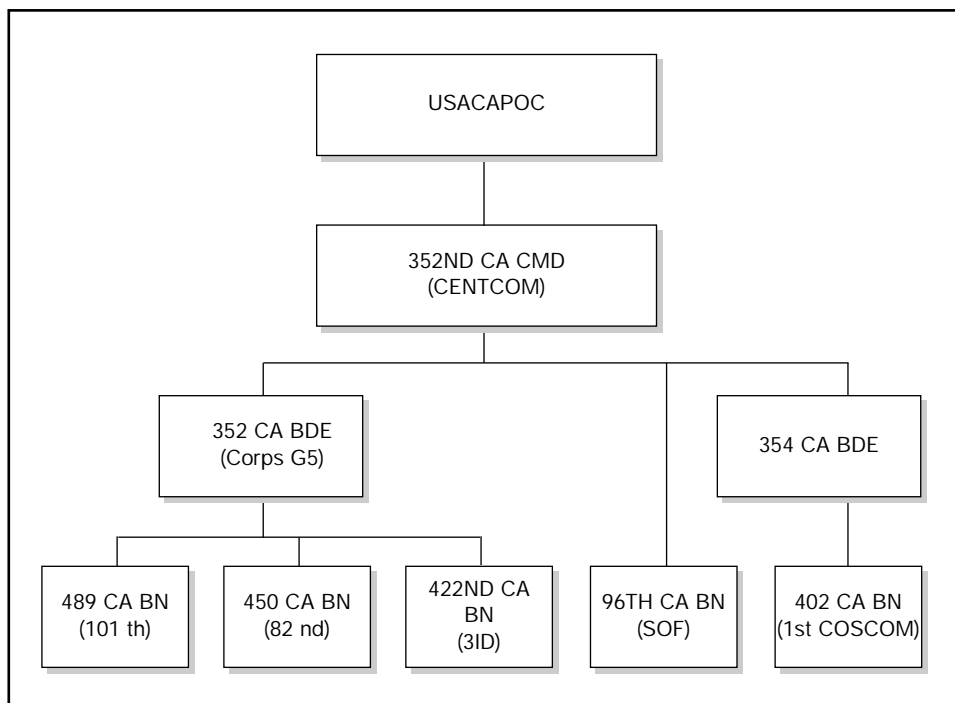 USACAPOC
352ND CA CMD
(CENTCOM)
352 CA BDE
(Corps G5)
354 CA BDE
489 CA BN
(101 th)
450 CA BN
(82 nd)
422ND CA
BN
(3ID)
96TH CA BN
(SOF)
402 CA BN
(1st COSCOM)